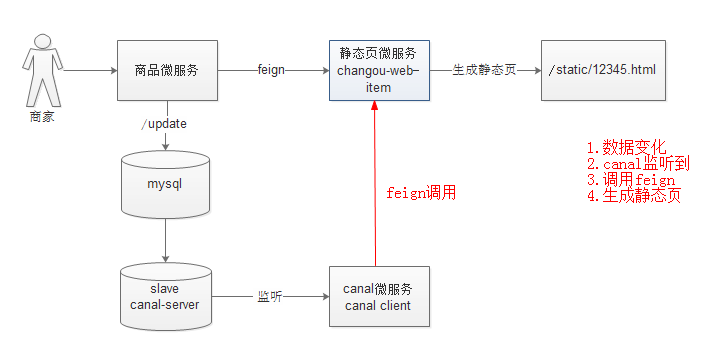 商家
商品微服务
feign
静态页微服务
changou-web-
item
生成静态页
/static/12345.html
/update
mysql
1.数据变化
2.canal监听到
3.调用feign
4.生成静态页
feign调用
slave
canal-server
监听
canal微服务
canal client